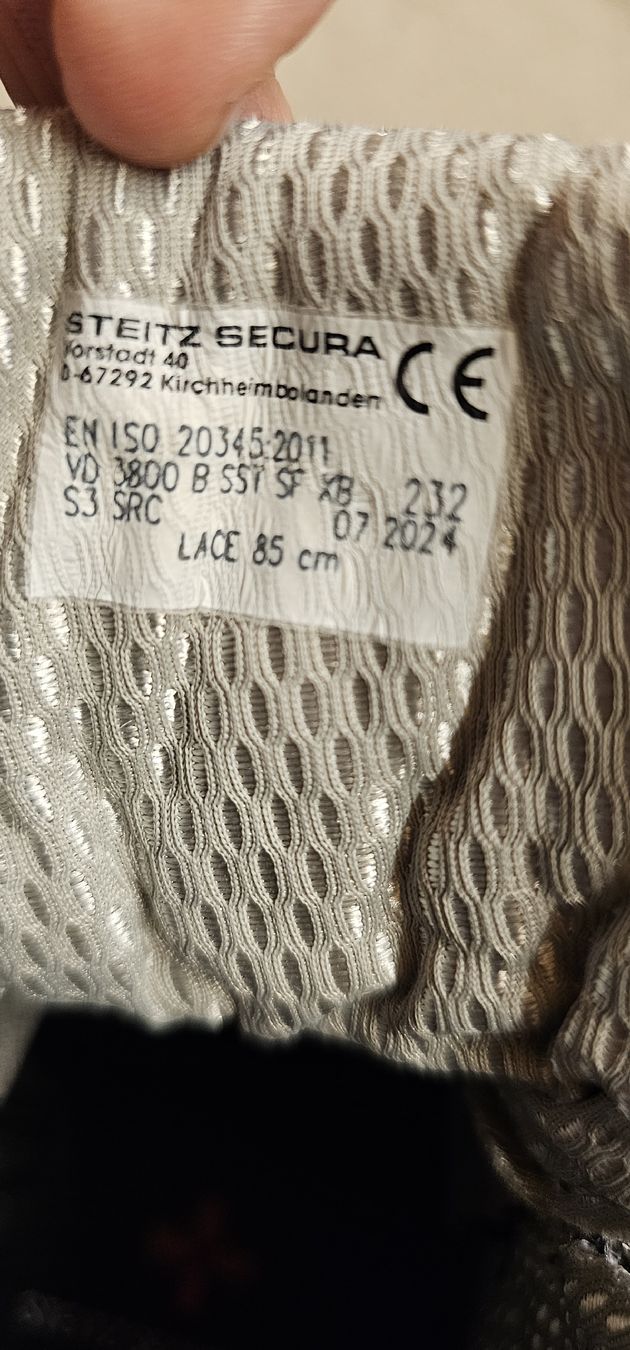 STEITZ SECURA
Vorstadt 40
D-67292 Kirchheimbolanden
CE
EN ISO 20345:2011
VD 3800 B SST SF XB 232
S3 SRC 07 2024
LACE 85 cm